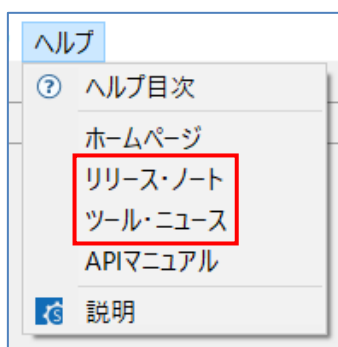 ヘルプ
ヘルプ目次
ホームページ
リリース・ノート
ツール・ニュース
APIマニュアル
説明